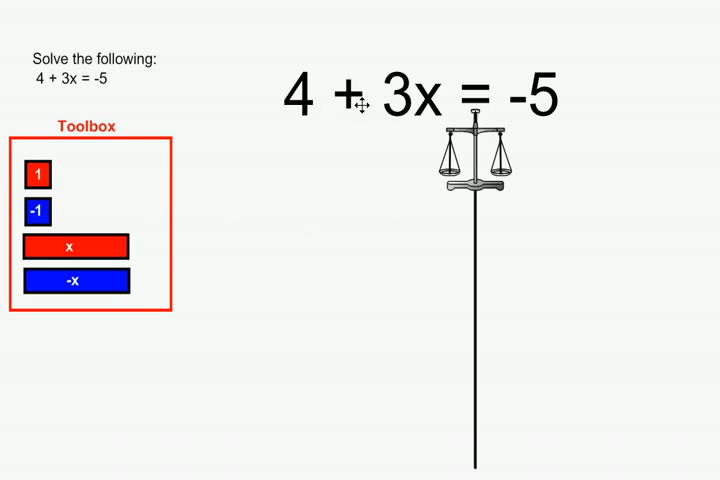 Solve the following:
4 + 3x = -5
4 + 3x = -5
Toolbox
1
-1
x
-x